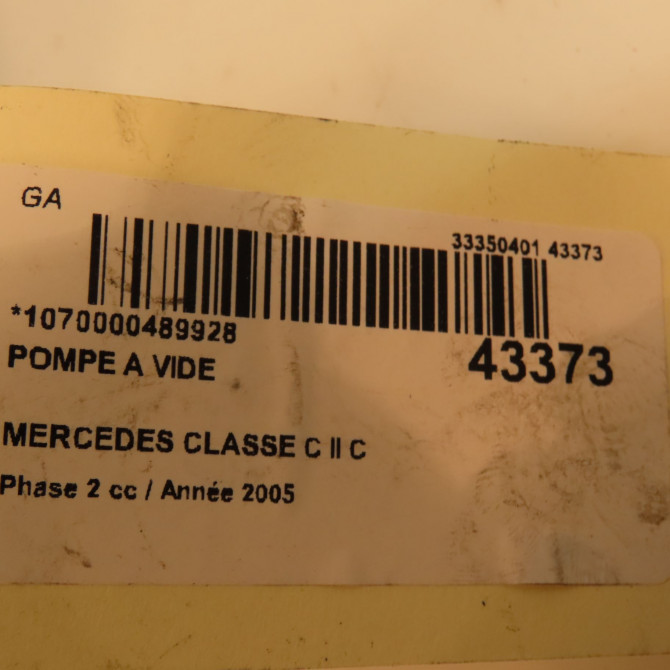 GA
33350401 43373
*1070000489928
43373
POMPE A VIDE
MERCEDES CLASSE C II C
Phase 2 cc / Année 2005